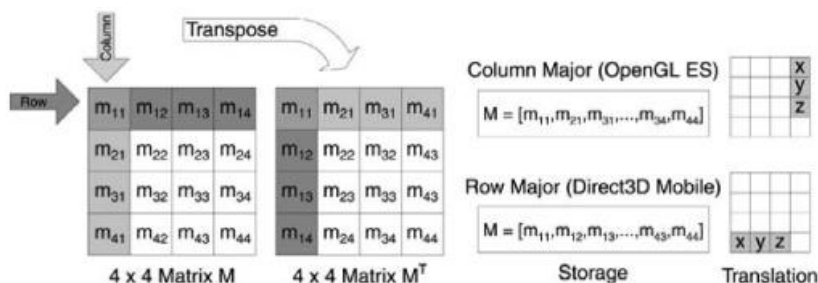 Column
Transpose
Row
m11 m12 m13 m14
m21 m22 m23 m24
m31 m32 m33 m34
m41 m42 m43 m44
4 x 4 Matrix M
m11 m21 m31 m41
m12 m22 m32 m43
m13 m23 m33 m43
m14 m24 m34 m44
4 x 4 Matrix M^T
Column Major (OpenGL ES)
M = [m11,m21,m31,...,m34,m44]
Row Major (Direct3D Mobile)
M = [m11,m12,m13,...,m43,m44]
Storage
x
y
z
x y z
Translation